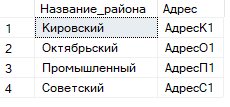 Название_района Адрес
1 Кировский АдресК1
2 Октябрьский АдресО1
3 Промышленный АдресП1
4 Советский АдресС1